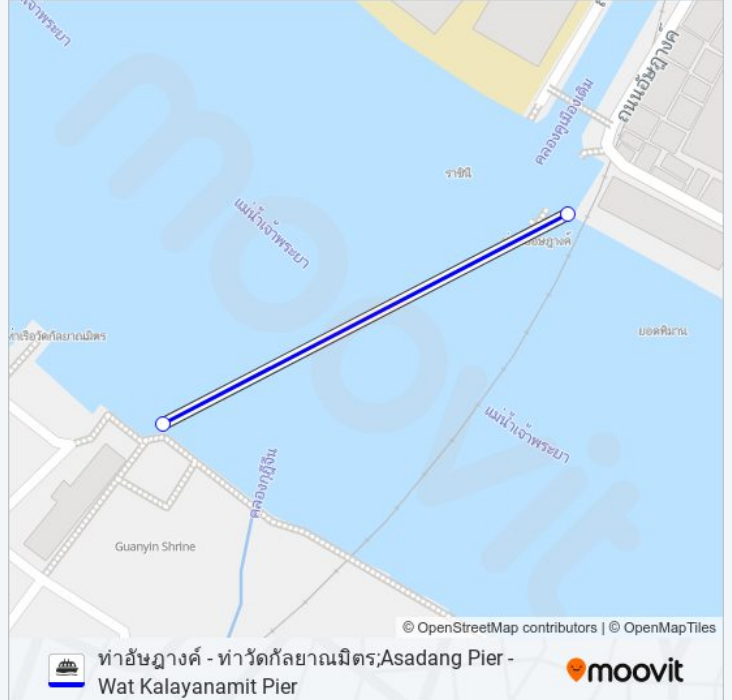 เจ้าพระยา
ถนนอัษฎางค์
คลองคูเมืองเดิม
ราชินี
แม่น้ำเจ้าพระยา
อัษฎางค์
ยอดพิมาน
ท่าเรือวัดกัลยาณมิตร
แม่น้ำเจ้าพระยา
คลองกุฎีจีน
Guanyin Shrine
moovit
© OpenStreetMap contributors | © OpenMapTiles
ท่าอัษฎางค์ - ท่าวัดกัลยาณมิตร;Asadang Pier -
Wat Kalayanamit Pier
moovit